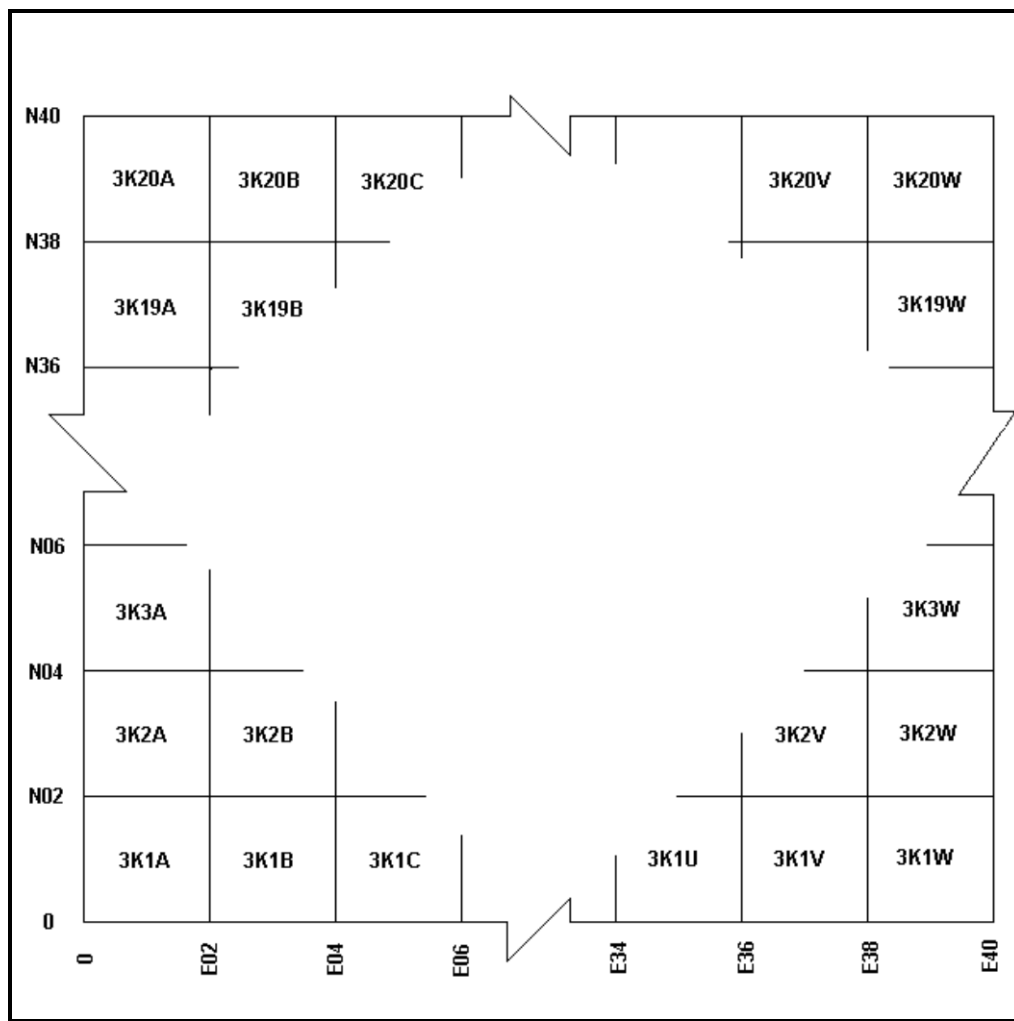 N40
3K20A 3K20B 3K20C 3K20V 3K20W
N38
3K19A 3K19B 3K19W
N36
N06
3K3A 3K3W
N04
3K2A 3K2B 3K2V 3K2W
N02
3K1A 3K1B 3K1C 3K1U 3K1V 3K1W
0
0 E02 E04 E06 E34 E36 E38 E40